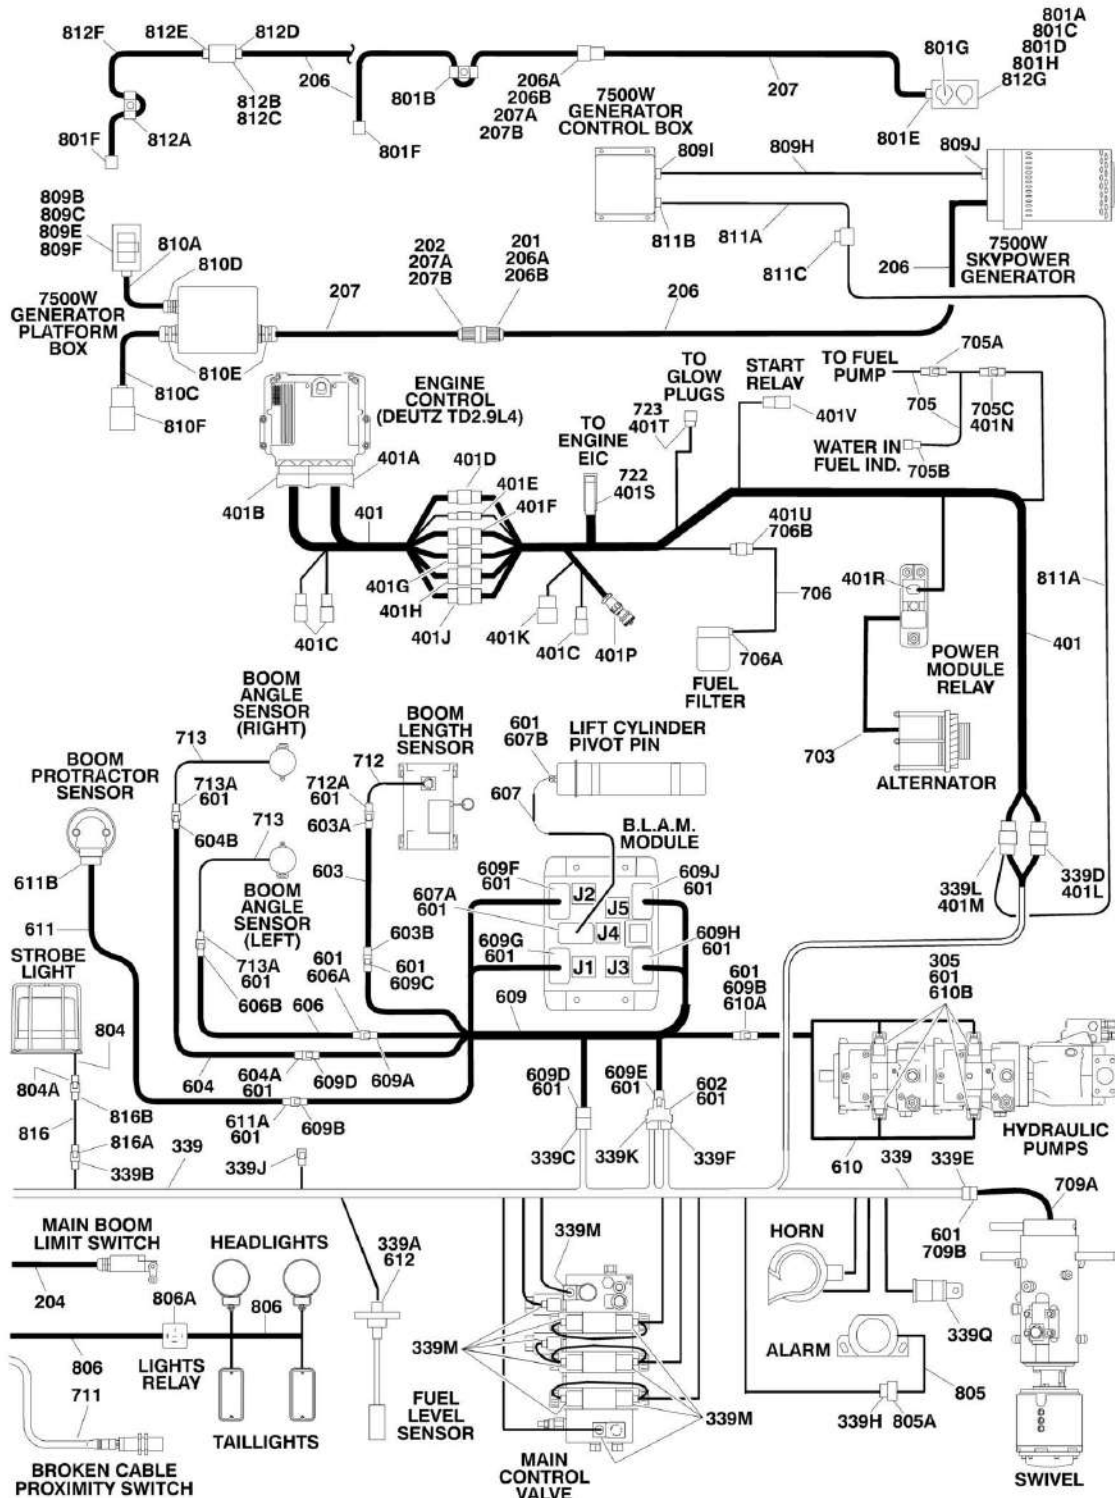 812F
812E
812D
206
812B
812C
801F
812A
801B
801F
206A
206B
207A
207B
207
801G
801A
801C
801D
801H
812G
801E
7500W
GENERATOR
CONTROL BOX
809I
809H
809J
811B
811A
811C
206
7500W
SKYPOWER
GENERATOR
809B
809C
809E
809F
810A
810D
7500W
GENERATOR
PLATFORM
BOX
810C
810E
810F
207
202
207A
207B
201
206A
206B
206
ENGINE
CONTROL
(DEUTZ TD2.9L4)
401A
401B
401
401D
401E
401F
401G
401H
401J
401C
TO
ENGINE
EIC
722
401S
723
401T
TO
GLOW
PLUGS
START
RELAY
401V
TO FUEL
PUMP
705A
705
705C
401N
WATER IN
FUEL IND.
705B
401U
706B
706
706A
FUEL
FILTER
401K
401C
401P
401R
POWER
MODULE
RELAY
811A
401
703
ALTERNATOR
339L
401M
339D
401L
BOOM
ANGLE
SENSOR
(RIGHT)
713
713A
601
604B
713
BOOM
ANGLE
SENSOR
(LEFT)
713A
601
606B
BOOM
PROTRACTOR
SENSOR
611B
611
BOOM
LENGTH
SENSOR
712
712A
601
603A
603
603B
601
609C
601
607B
LIFT CYLINDER
PIVOT PIN
607
B.L.A.M.
MODULE
609F
601
607A
601
609G
601
609J
601
609H
601
J2
J5
J4
J1
J3
STROBE
LIGHT
804
804A
816B
816
816A
339B
606
601
606A
609A
604
604A
601
609D
611A
601
609B
609
601
609B
610A
305
601
610B
HYDRAULIC
PUMPS
610
609D
601
609E
601
602
601
339C
339K
339F
339
339J
339
339E
601
709B
709A
MAIN BOOM
LIMIT SWITCH
204
HEADLIGHTS
806A
806
806
LIGHTS
RELAY
TAILLIGHTS
711
BROKEN CABLE
PROXIMITY SWITCH
339A
612
FUEL
LEVEL
SENSOR
339M
339M
339M
MAIN
CONTROL
VALVE
HORN
339Q
ALARM
805
339H
805A
SWIVEL